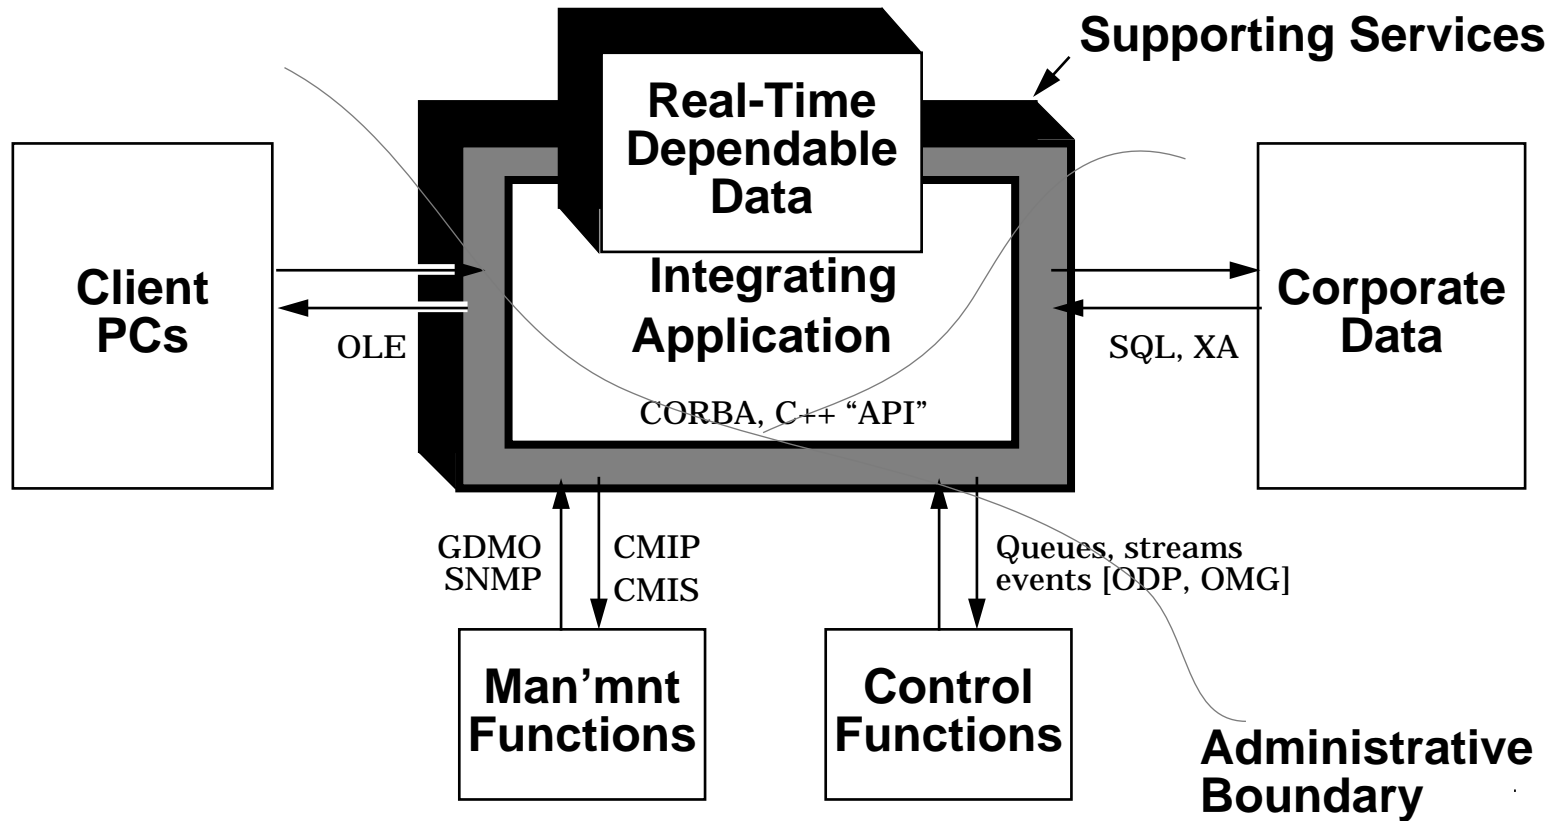 Supporting Services
Real-Time
Dependable
Data
Client
PCs
Integrating
Application
Corporate
Data
OLE
SQL, XA
CORBA, C++ “API”
GDMO
SNMP
CMIP
CMIS
Queues, streams
events [ODP, OMG]
Man’mnt
Functions
Control
Functions
Administrative
Boundary